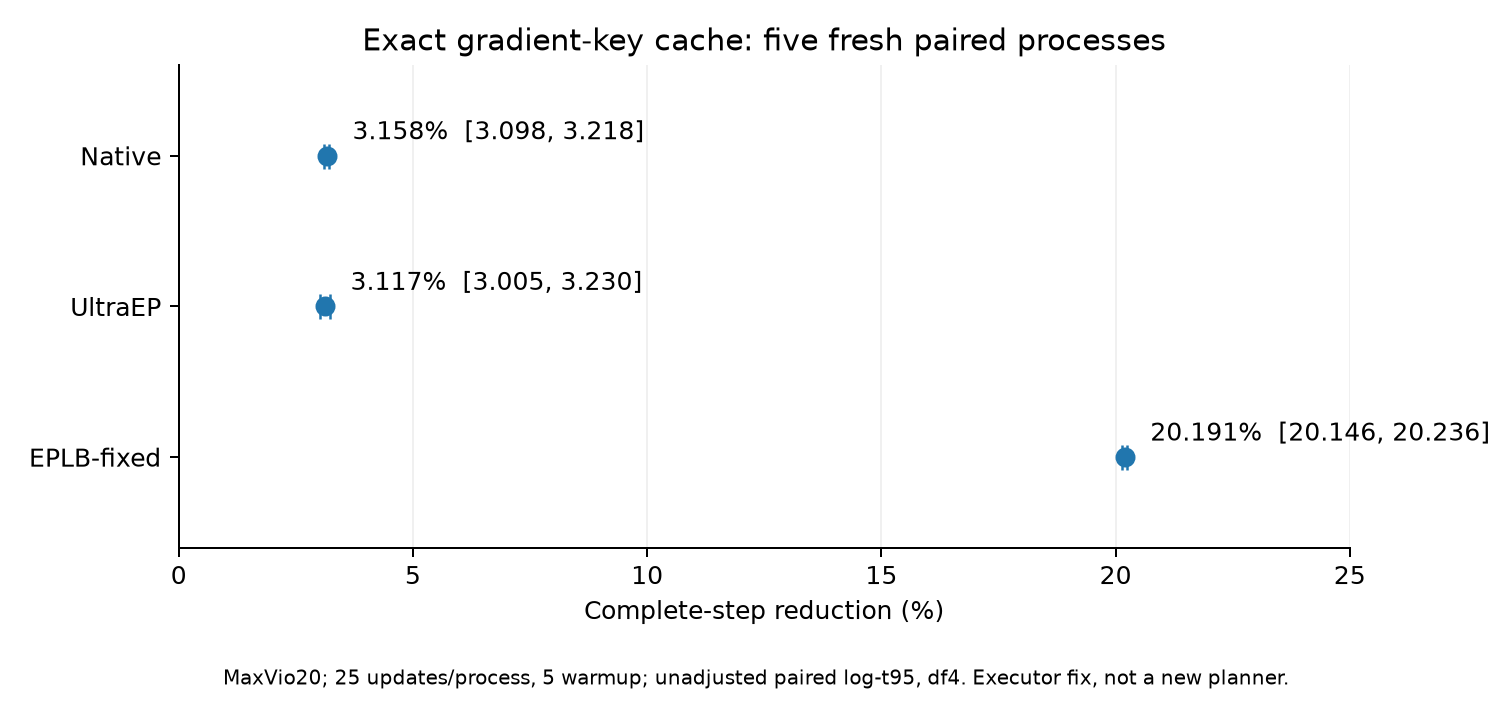 Exact gradient-key cache: five fresh paired processes
Native
3.158%  [3.098, 3.218]
UltraEP
3.117%  [3.005, 3.230]
EPLB-fixed
20.191%  [20.146, 20.236]
0 5 10 15 20 25
Complete-step reduction (%)
MaxVio20; 25 updates/process, 5 warmup; unadjusted paired log-t95, df4. Executor fix, not a new planner.